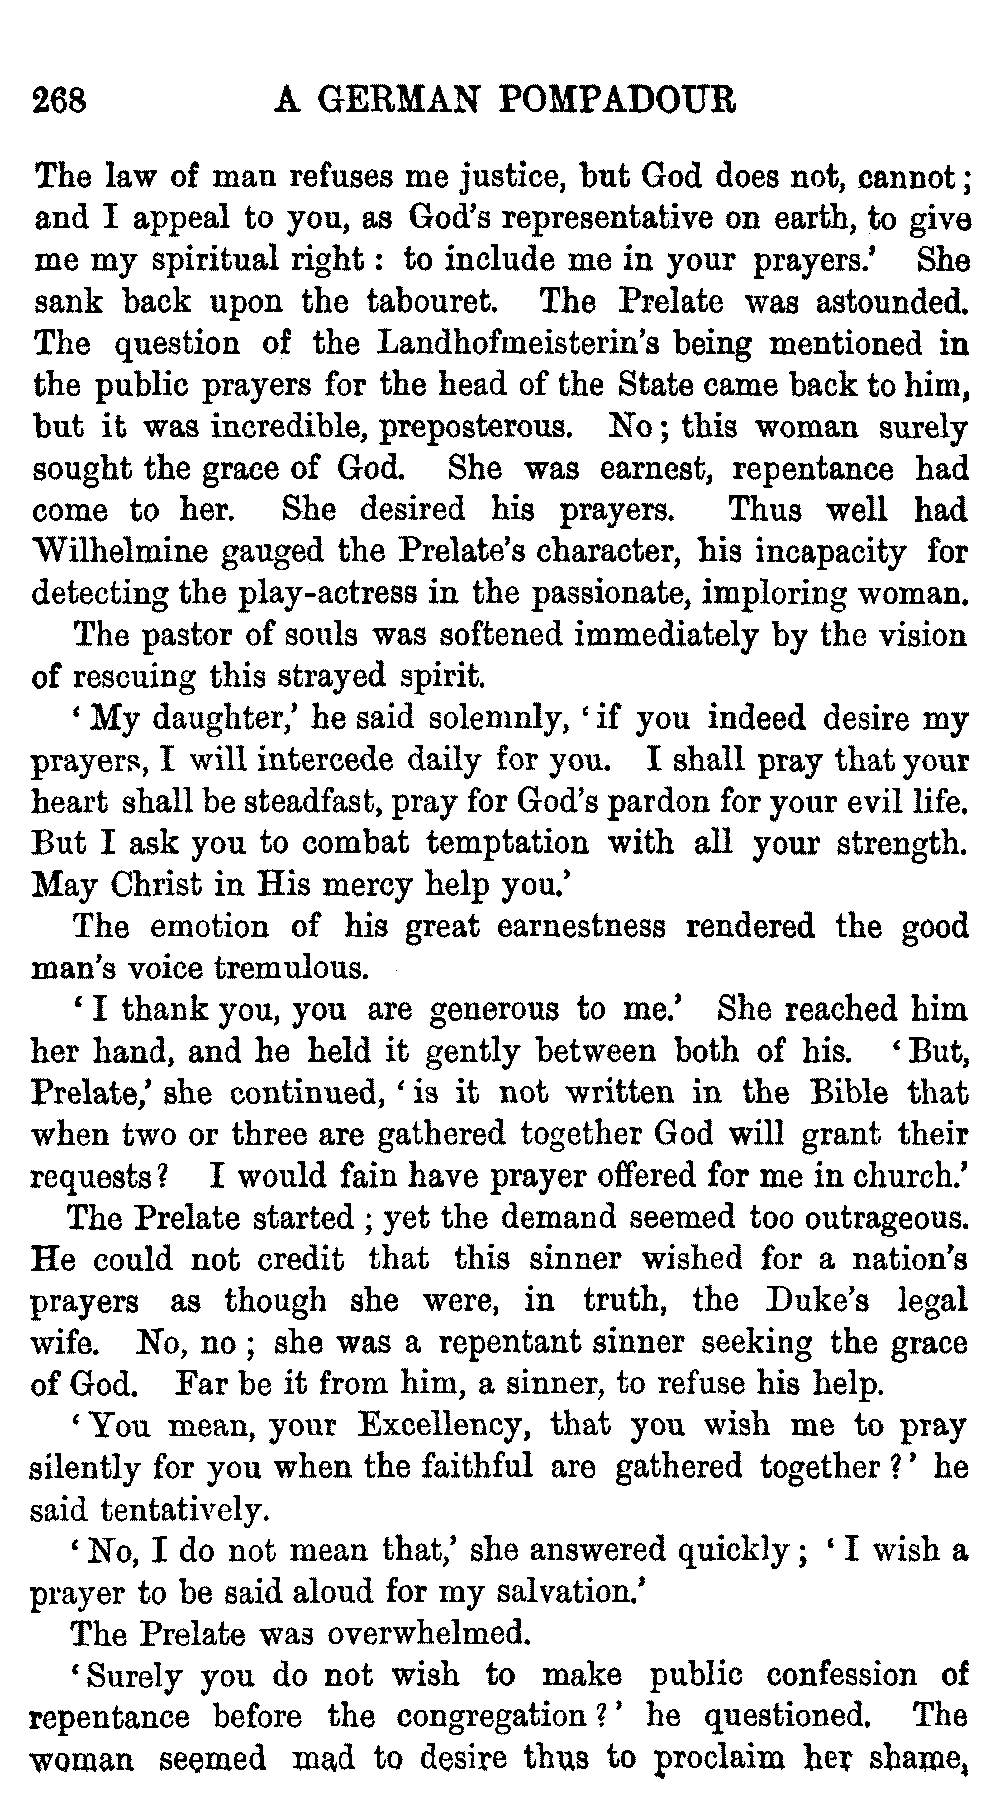 268 A GERMAN POMPADOUR
The law of man refuses me justice, but God does not, cannot;
and I appeal to you, as God's representative on earth, to give
me my spiritual right: to include me in your prayers.' She
sank back upon the tabouret. The Prelate was astounded.
The question of the Landhofmeisterin's being mentioned in
the public prayers for the head of the State came back to him,
but it was incredible, preposterous. No; this woman surely
sought the grace of God. She was earnest, repentance had
come to her. She desired his prayers. Thus well had
Wilhelmine gauged the Prelate's character, his incapacity for
detecting the play-actress in the passionate, imploring woman.
The pastor of souls was softened immediately by the vision
of rescuing this strayed spirit.
'My daughter,' he said solemnly, 'if you indeed desire my
prayers, I will intercede daily for you. I shall pray that your
heart shall be steadfast, pray for God's pardon for your evil life.
But I ask you to combat temptation with all your strength.
May Christ in His mercy help you.'
The emotion of his great earnestness rendered the good
man's voice tremulous.
'I thank you, you are generous to me.' She reached him
her hand, and he held it gently between both of his. 'But,
Prelate,' she continued, 'is it not written in the Bible that
when two or three are gathered together God will grant their
requests? I would fain have prayer offered for me in church.'
The Prelate started; yet the demand seemed too outrageous.
He could not credit that this sinner wished for a nation's
prayers as though she were, in truth, the Duke's legal
wife. No, no; she was a repentant sinner seeking the grace
of God. Far be it from him, a sinner, to refuse his help.
'You mean, your Excellency, that you wish me to pray
silently for you when the faithful are gathered together?' he
said tentatively.
'No, I do not mean that,' she answered quickly; 'I wish a
prayer to be said aloud for my salvation.'
The Prelate was overwhelmed.
'Surely you do not wish to make public confession of
repentance before the congregation?' he questioned. The
woman seemed mad to desire thus to proclaim her shame,